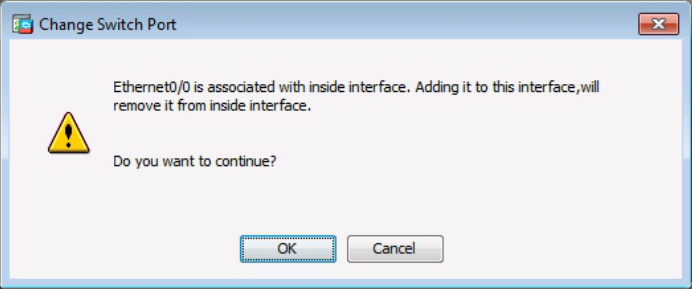 Change Switch Port
Ethernet0/0 is associated with inside interface. Adding it to this interface,will
remove it from inside interface.
Do you want to continue?
OK
Cancel